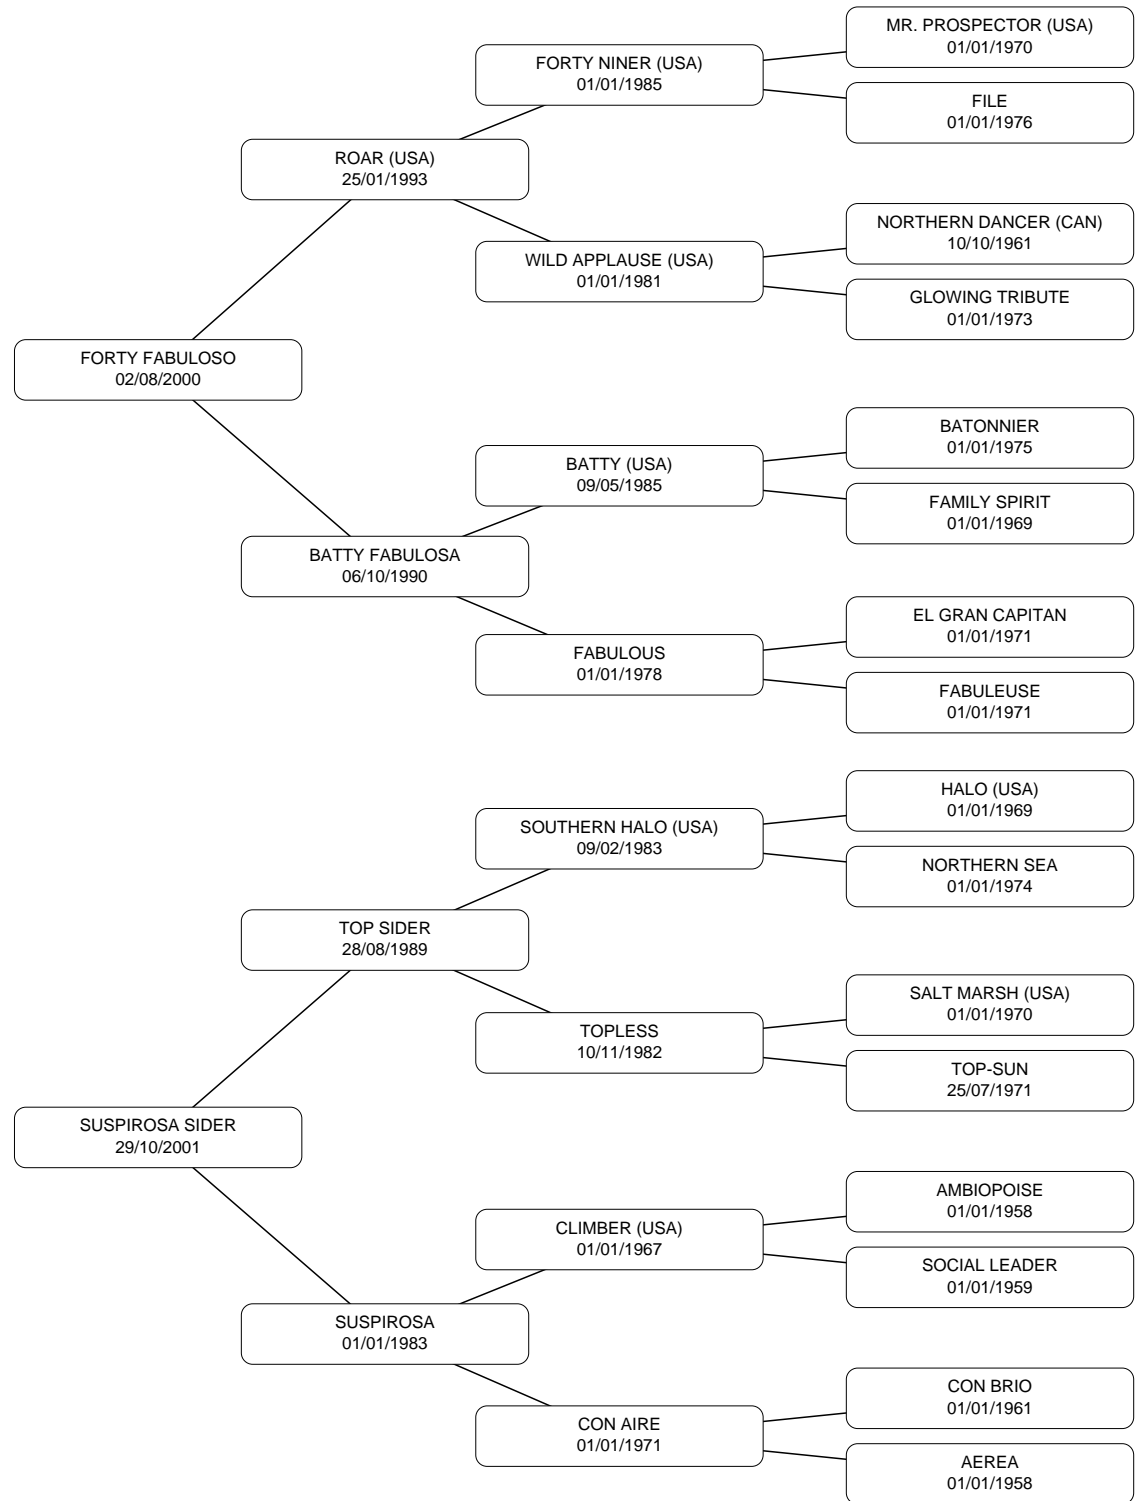 MR. PROSPECTOR (USA)
01/01/1970
FORTY NINER (USA)
01/01/1985
FILE
01/01/1976
ROAR (USA)
25/01/1993
NORTHERN DANCER (CAN)
10/10/1961
WILD APPLAUSE (USA)
01/01/1981
GLOWING TRIBUTE
01/01/1973
FORTY FABULOSO
02/08/2000
BATONNIER
01/01/1975
BATTY (USA)
09/05/1985
FAMILY SPIRIT
01/01/1969
BATTY FABULOSA
06/10/1990
EL GRAN CAPITAN
01/01/1971
FABULOUS
01/01/1978
FABULEUSE
01/01/1971
HALO (USA)
01/01/1969
SOUTHERN HALO (USA)
09/02/1983
NORTHERN SEA
01/01/1974
TOP SIDER
28/08/1989
SALT MARSH (USA)
01/01/1970
TOPLESS
10/11/1982
TOP-SUN
25/07/1971
SUSPIROSA SIDER
29/10/2001
AMBIOPOISE
01/01/1958
CLIMBER (USA)
01/01/1967
SOCIAL LEADER
01/01/1959
SUSPIROSA
01/01/1983
CON BRIO
01/01/1961
CON AIRE
01/01/1971
AEREA
01/01/1958